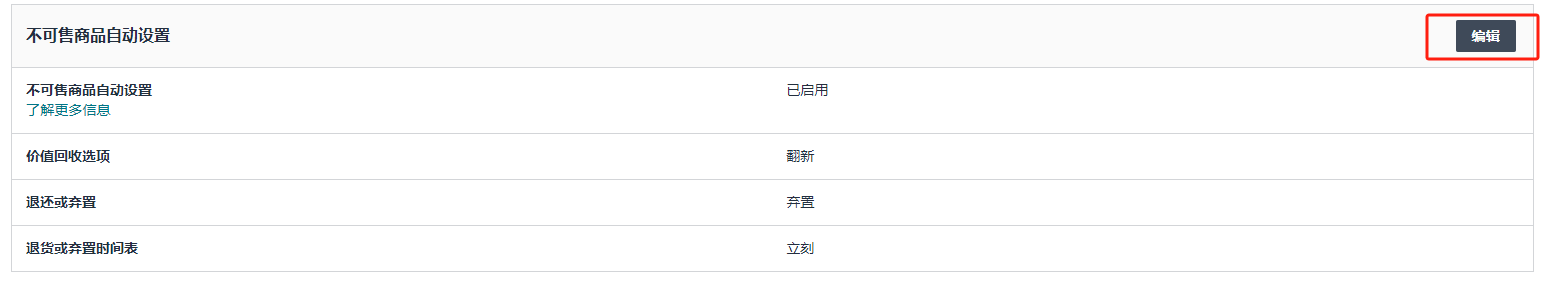 不可售商品自动设置
编辑
不可售商品自动设置
已启用
了解更多信息
价值回收选项
翻新
退还或弃置
弃置
退货或弃置时间表
立刻